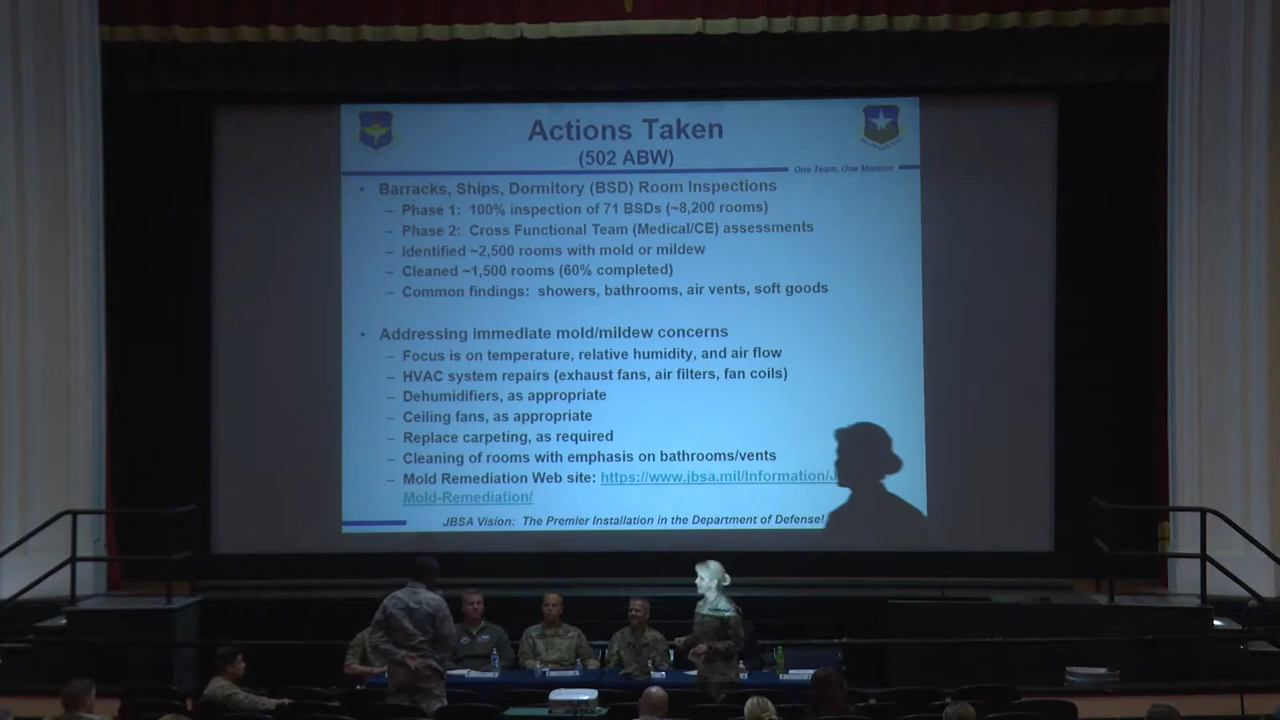 Actions Taken
(502 ABW)
One Team, One Mission
• Barracks, Ships, Dormitory (BSD) Room Inspections
– Phase 1: 100% inspection of 71 BSDs (~8,200 rooms)
– Phase 2: Cross Functional Team (Medical/CE) assessments
– Identified ~2,500 rooms with mold or mildew
– Cleaned ~1,500 rooms (60% completed)
– Common findings: showers, bathrooms, air vents, soft goods
• Addressing immediate mold/mildew concerns
– Focus is on temperature, relative humidity, and air flow
– HVAC system repairs (exhaust fans, air filters, fan coils)
– Dehumidifiers, as appropriate
– Ceiling fans, as appropriate
– Replace carpeting, as required
– Cleaning of rooms with emphasis on bathrooms/vents
– Mold Remediation Web site: https://www.jbsa.mil/Information/J
Mold-Remediation/
JBSA Vision: The Premier Installation in the Department of Defense!